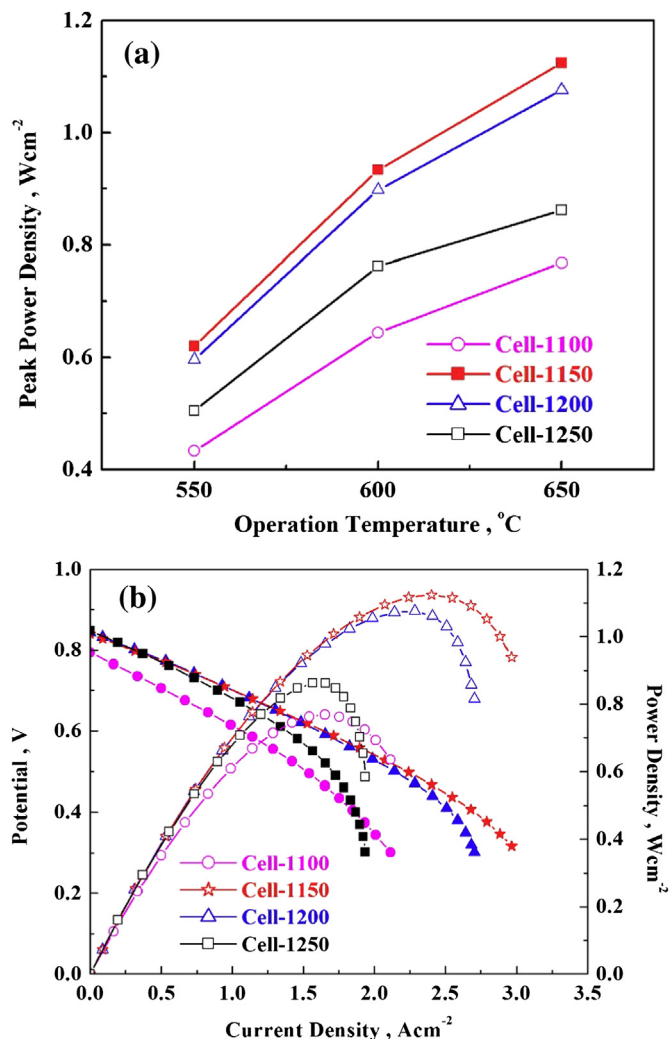 (a)
1.2
1.0
0.8
0.6
0.4
Peak Power Density , Wcm-2
Cell-1100
Cell-1150
Cell-1200
Cell-1250
550 600 650
Operation Temperature , oC
(b)
1.0
0.8
0.6
0.4
0.2
0.0
Potential , V
1.2
1.0
0.8
0.6
0.4
0.2
0.0
Power Density , Wcm-2
Cell-1100
Cell-1150
Cell-1200
Cell-1250
0.0 0.5 1.0 1.5 2.0 2.5 3.0 3.5
Current Density , Acm-2